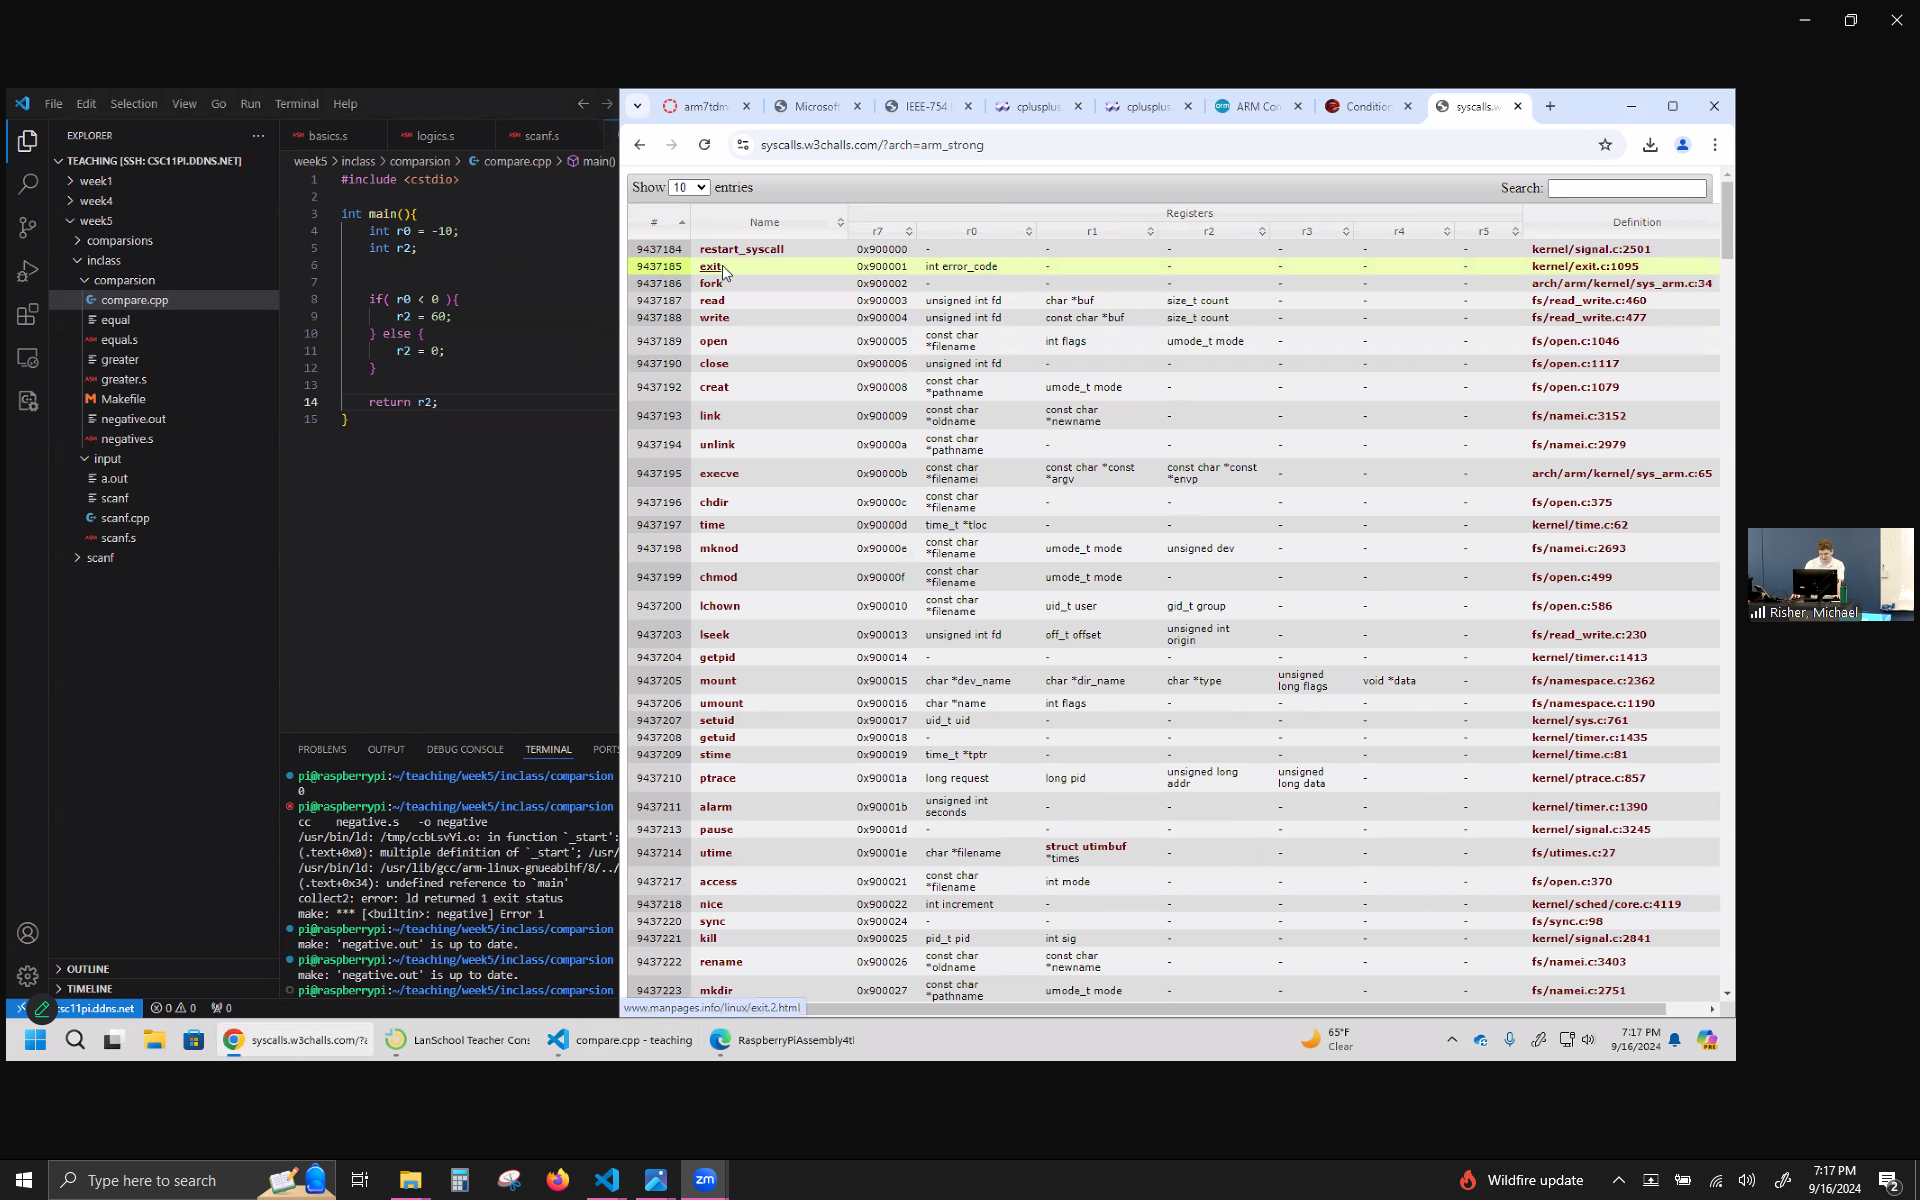 File Edit Selection View Go Run Terminal Help
EXPLORER
TEACHING [SSH: CSC11PI.DDNS.NET]
week1
week4
week5
comparsions
inclass
comparsion
compare.cpp
equal
equal.s
greater
greater.s
Makefile
negative.out
negative.s
input
a.out
scanf
scanf.cpp
scanf.s
scanf
OUTLINE
TIMELINE
basics.s logics.s scanf.s
week5 > inclass > comparsion > compare.cpp > main()
1 #include <cstdio>
2
3 int main(){
4 int r0 = -10;
5 int r2;
6
7
8 if( r0 < 0 ){
9 r2 = 60;
10 } else {
11 r2 = 0;
12 }
13
14 return r2;
15 }
PROBLEMS OUTPUT DEBUG CONSOLE TERMINAL PORTS
pi@raspberrypi:~/teaching/week5/inclass/comparsion
0
pi@raspberrypi:~/teaching/week5/inclass/comparsion
cc negative.s -o negative
/usr/bin/ld: /tmp/ccbLsvYi.o: in function `_start':
(.text+0x0): multiple definition of `_start'; /usr/
/usr/bin/ld: /usr/lib/gcc/arm-linux-gnueabihf/8/../
(.text+0x34): undefined reference to `main'
collect2: error: ld returned 1 exit status
make: *** [<builtin>: negative] Error 1
pi@raspberrypi:~/teaching/week5/inclass/comparsion
make: 'negative.out' is up to date.
pi@raspberrypi:~/teaching/week5/inclass/comparsion
make: 'negative.out' is up to date.
pi@raspberrypi:~/teaching/week5/inclass/comparsion
csc11pi.ddns.net 0 0 0
arm7tdm Microsof IEEE-754 cplusplus cplusplus. ARM Con Condition syscalls.w
syscalls.w3challs.com/?arch=arm_strong
Show 10 entries Search:
# Name Registers Definition
r7 r0 r1 r2 r3 r4 r5
9437184 restart_syscall 0x900000 - - - - - - kernel/signal.c:2501
9437185 exit 0x900001 int error_code - - - - - kernel/exit.c:1095
9437186 fork 0x900002 - - - - - - arch/arm/kernel/sys_arm.c:34
9437187 read 0x900003 unsigned int fd char *buf size_t count - - - fs/read_write.c:460
9437188 write 0x900004 unsigned int fd const char *buf size_t count - - - fs/read_write.c:477
9437189 open 0x900005 const char *filename int flags umode_t mode - - - fs/open.c:1046
9437190 close 0x900006 unsigned int fd - - - - - fs/open.c:1117
9437192 creat 0x900008 const char *pathname umode_t mode - - - - fs/open.c:1079
9437193 link 0x900009 const char *oldname const char *newname - - - - fs/namei.c:3152
9437194 unlink 0x90000a const char *pathname - - - - - fs/namei.c:2979
9437195 execve 0x90000b const char *filenamei const char *const *argv const char *const *envp - - - arch/arm/kernel/sys_arm.c:65
9437196 chdir 0x90000c const char *filename - - - - - fs/open.c:375
9437197 time 0x90000d time_t *tloc - - - - - kernel/time.c:62
9437198 mknod 0x90000e const char *filename umode_t mode unsigned dev - - - fs/namei.c:2693
9437199 chmod 0x90000f const char *filename umode_t mode - - - - fs/open.c:499
9437200 lchown 0x900010 const char *filename uid_t user gid_t group - - - fs/open.c:586
9437203 lseek 0x900013 unsigned int fd off_t offset unsigned int origin - - - fs/read_write.c:230
9437204 getpid 0x900014 - - - - - - kernel/timer.c:1413
9437205 mount 0x900015 char *dev_name char *dir_name char *type unsigned long flags void *data - fs/namespace.c:2362
9437206 umount 0x900016 char *name int flags - - - - fs/namespace.c:1190
9437207 setuid 0x900017 uid_t uid - - - - - kernel/sys.c:761
9437208 getuid 0x900018 - - - - - - kernel/timer.c:1435
9437209 stime 0x900019 time_t *tptr - - - - - kernel/time.c:81
9437210 ptrace 0x90001a long request long pid unsigned long addr unsigned long data - - kernel/ptrace.c:857
9437211 alarm 0x90001b unsigned int seconds - - - - - kernel/timer.c:1390
9437213 pause 0x90001d - - - - - - kernel/signal.c:3245
9437214 utime 0x90001e char *filename struct utimbuf *times - - - - fs/utimes.c:27
9437217 access 0x900021 const char *filename int mode - - - - fs/open.c:370
9437218 nice 0x900022 int increment - - - - - kernel/sched/core.c:4119
9437220 sync 0x900024 - - - - - - fs/sync.c:98
9437221 kill 0x900025 pid_t pid int sig - - - - kernel/signal.c:2841
9437222 rename 0x900026 const char *oldname const char *newname - - - - fs/namei.c:3403
9437223 mkdir 0x900027 const char *pathname umode_t mode - - - - fs/namei.c:2751
www.manpages.info/linux/exit.2.html
Risher, Michael
syscalls.w3challs.com/?a LanSchool Teacher Cons compare.cpp - teaching RaspberryPiAssembly4tl
65°F
Clear
7:17 PM
9/16/2024
PRE
Type here to search
zm
Wildfire update
7:17 PM
9/16/2024
2